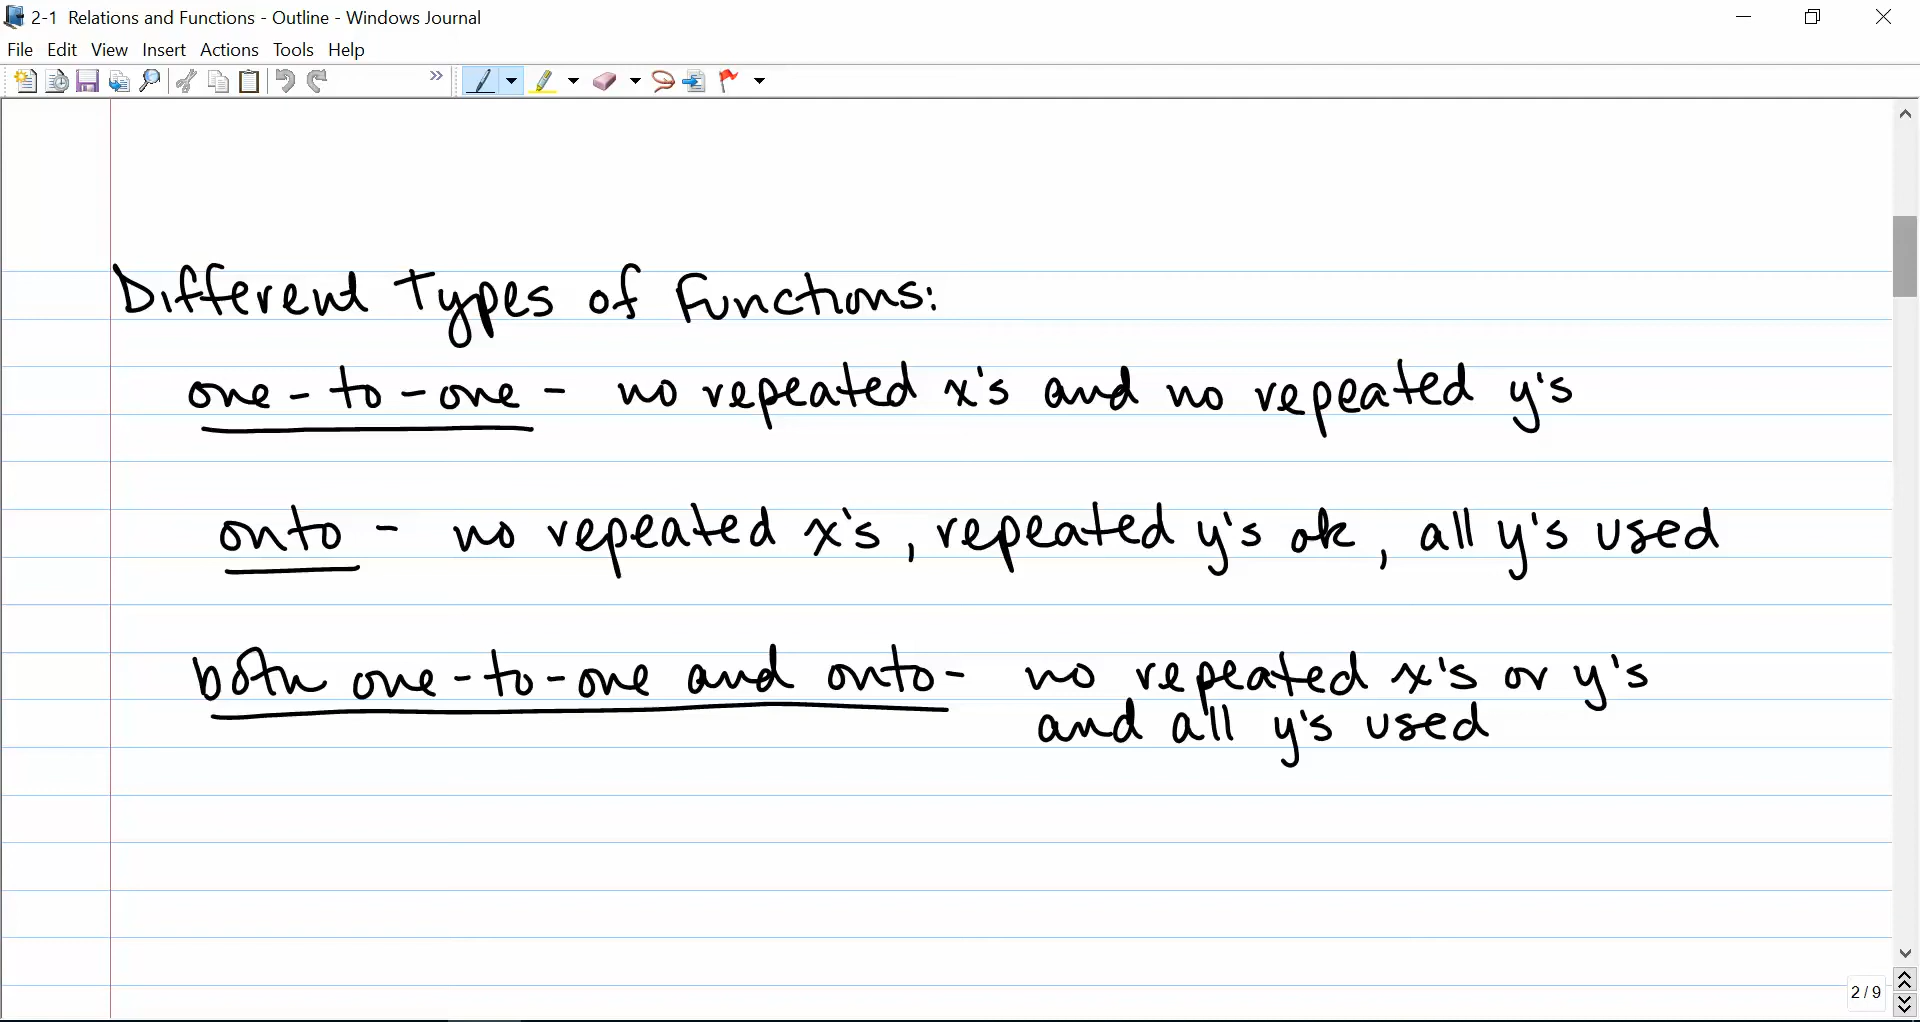 2-1 Relations and Functions - Outline - Windows Journal
File Edit View Insert Actions Tools Help
Different Types of Functions:
one-to-one - no repeated x's and no repeated y's
onto - no repeated x's, repeated y's ok, all y's used
both one-to-one and onto - no repeated x's or y's
and all y's used
2 / 9